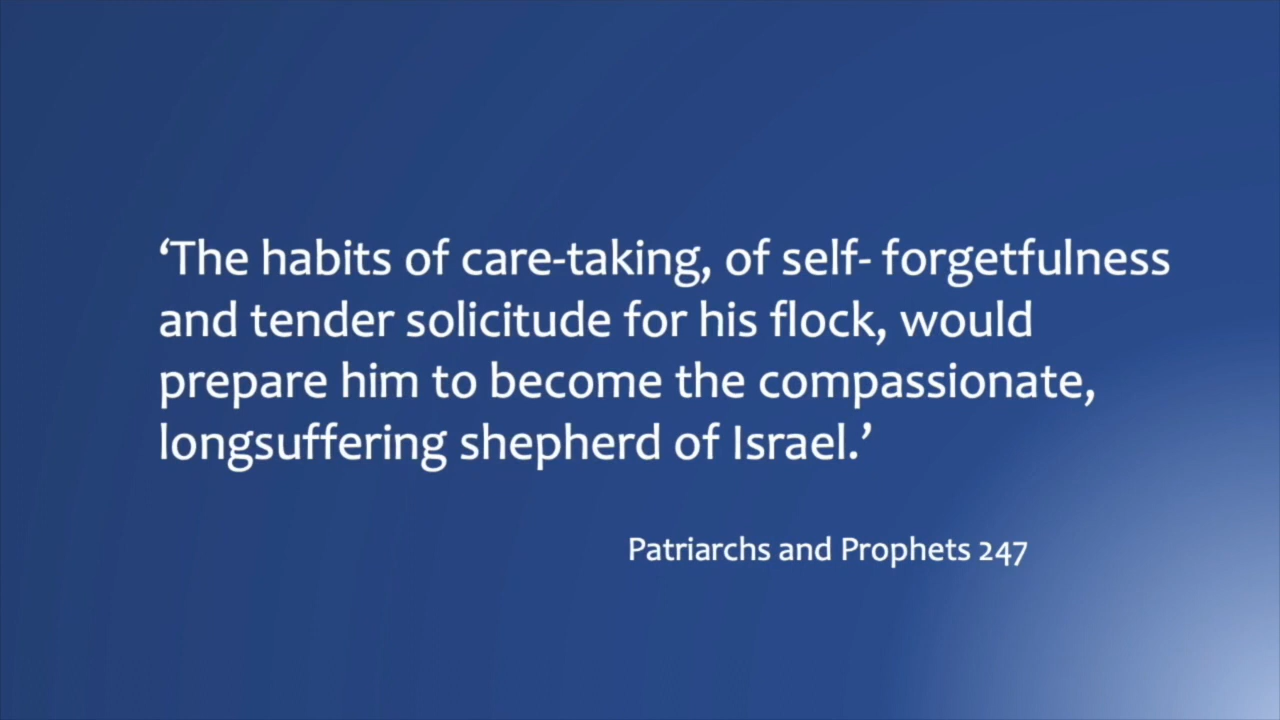 ‘The habits of care-taking, of self- forgetfulness
and tender solicitude for his flock, would
prepare him to become the compassionate,
longsuffering shepherd of Israel.’
Patriarchs and Prophets 247